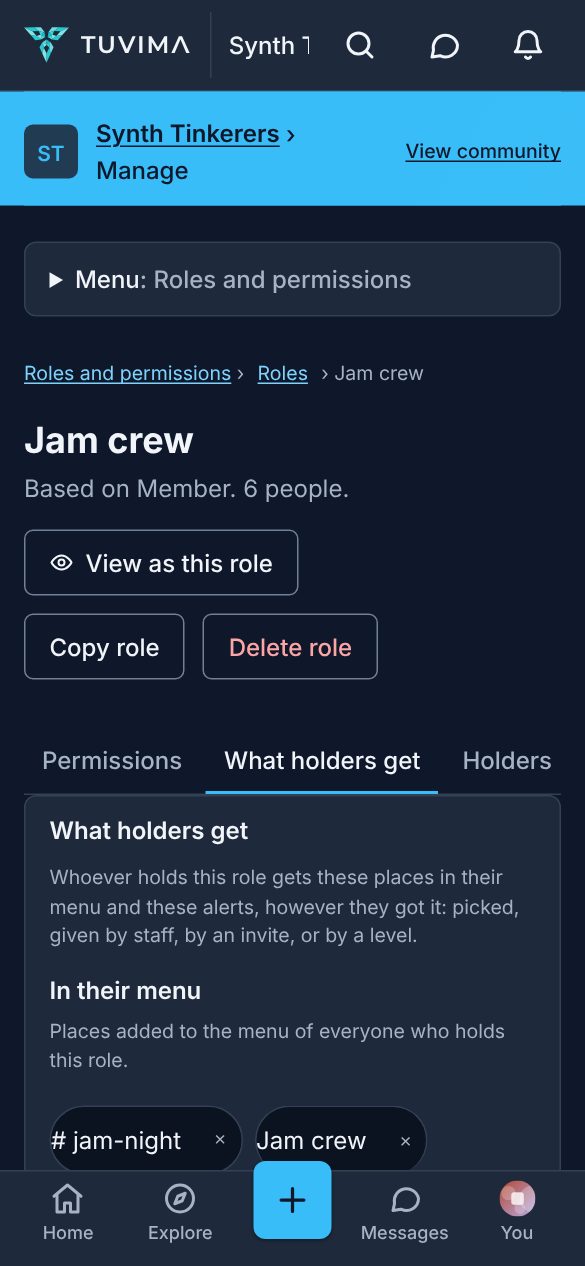 TUVIMA
Synth T
ST
Synth Tinkerers ›
Manage
View community
Menu: Roles and permissions
Roles and permissions › Roles › Jam crew
Jam crew
Based on Member. 6 people.
View as this role
Copy role
Delete role
Permissions
What holders get
Holders
What holders get
Whoever holds this role gets these places in their
menu and these alerts, however they got it: picked,
given by staff, by an invite, or by a level.
In their menu
Places added to the menu of everyone who holds
this role.
# jam-night ×
Jam crew ×
Home
Explore
Messages
You